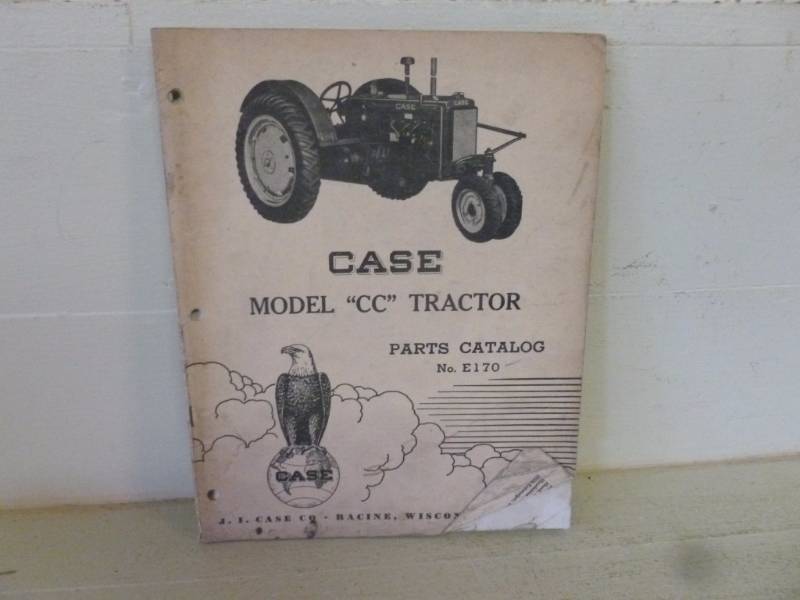 CASE
CASE
CASE
MODEL "CC" TRACTOR
PARTS CATALOG
No. E170
CASE
J. I. CASE CO - RACINE, WISCON